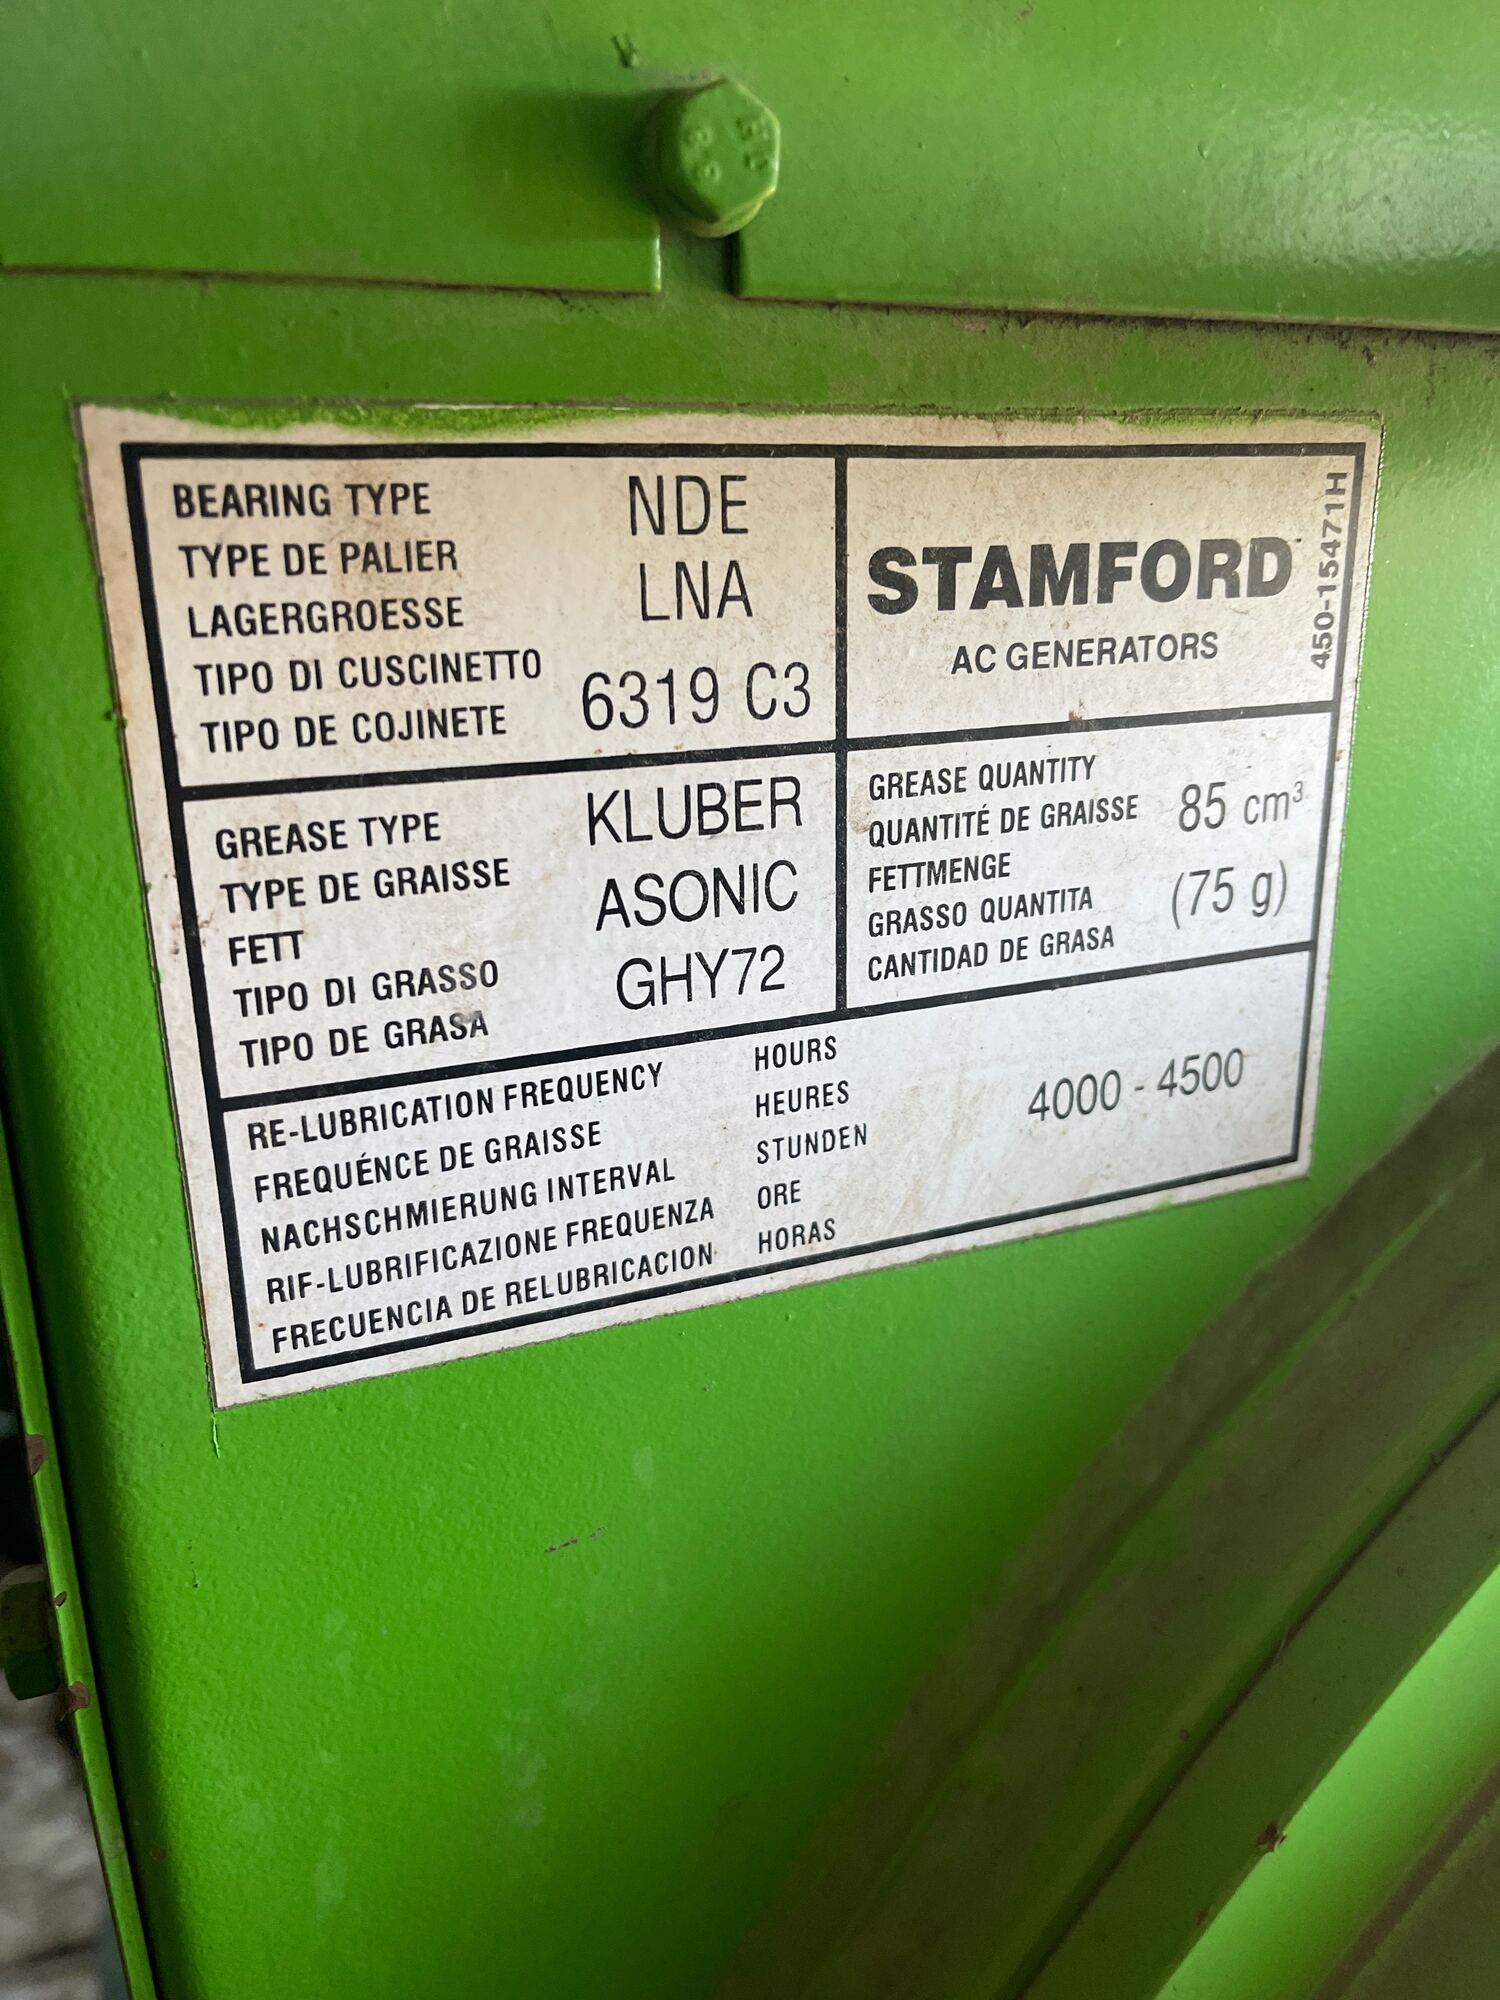 8.8
BEARING TYPE
TYPE DE PALIER
LAGERGROESSE
TIPO DI CUSCINETTO
TIPO DE COJINETE
NDE
LNA
6319 C3
STAMFORD
AC GENERATORS
450-15471H
GREASE TYPE
TYPE DE GRAISSE
FETT
TIPO DI GRASSO
TIPO DE GRASA
KLUBER
ASONIC
GHY72
GREASE QUANTITY
QUANTITÉ DE GRAISSE
FETTMENGE
GRASSO QUANTITA
CANTIDAD DE GRASA
85 cm³
(75 g)
RE-LUBRICATION FREQUENCY
FREQUÉNCE DE GRAISSE
NACHSCHMIERUNG INTERVAL
RIF-LUBRIFICAZIONE FREQUENZA
FRECUENCIA DE RELUBRICACION
HOURS
HEURES
STUNDEN
ORE
HORAS
4000 - 4500